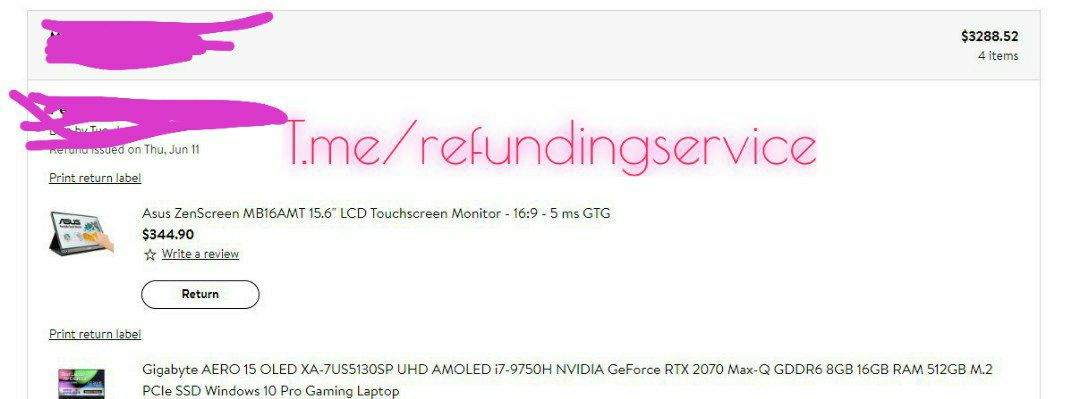 $3288.52
4 items
T.me/refundingservice
Refund issued on Thu, Jun 11
Print return label
ASUS
Asus ZenScreen MB16AMT 15.6" LCD Touchscreen Monitor - 16:9 - 5 ms GTG
$344.90
Write a review
Return
Print return label
Gigabyte AERO 15 OLED XA-7US5130SP UHD AMOLED i7-9750H NVIDIA GeForce RTX 2070 Max-Q GDDR6 8GB 16GB RAM 512GB M.2
PCIe SSD Windows 10 Pro Gaming Laptop